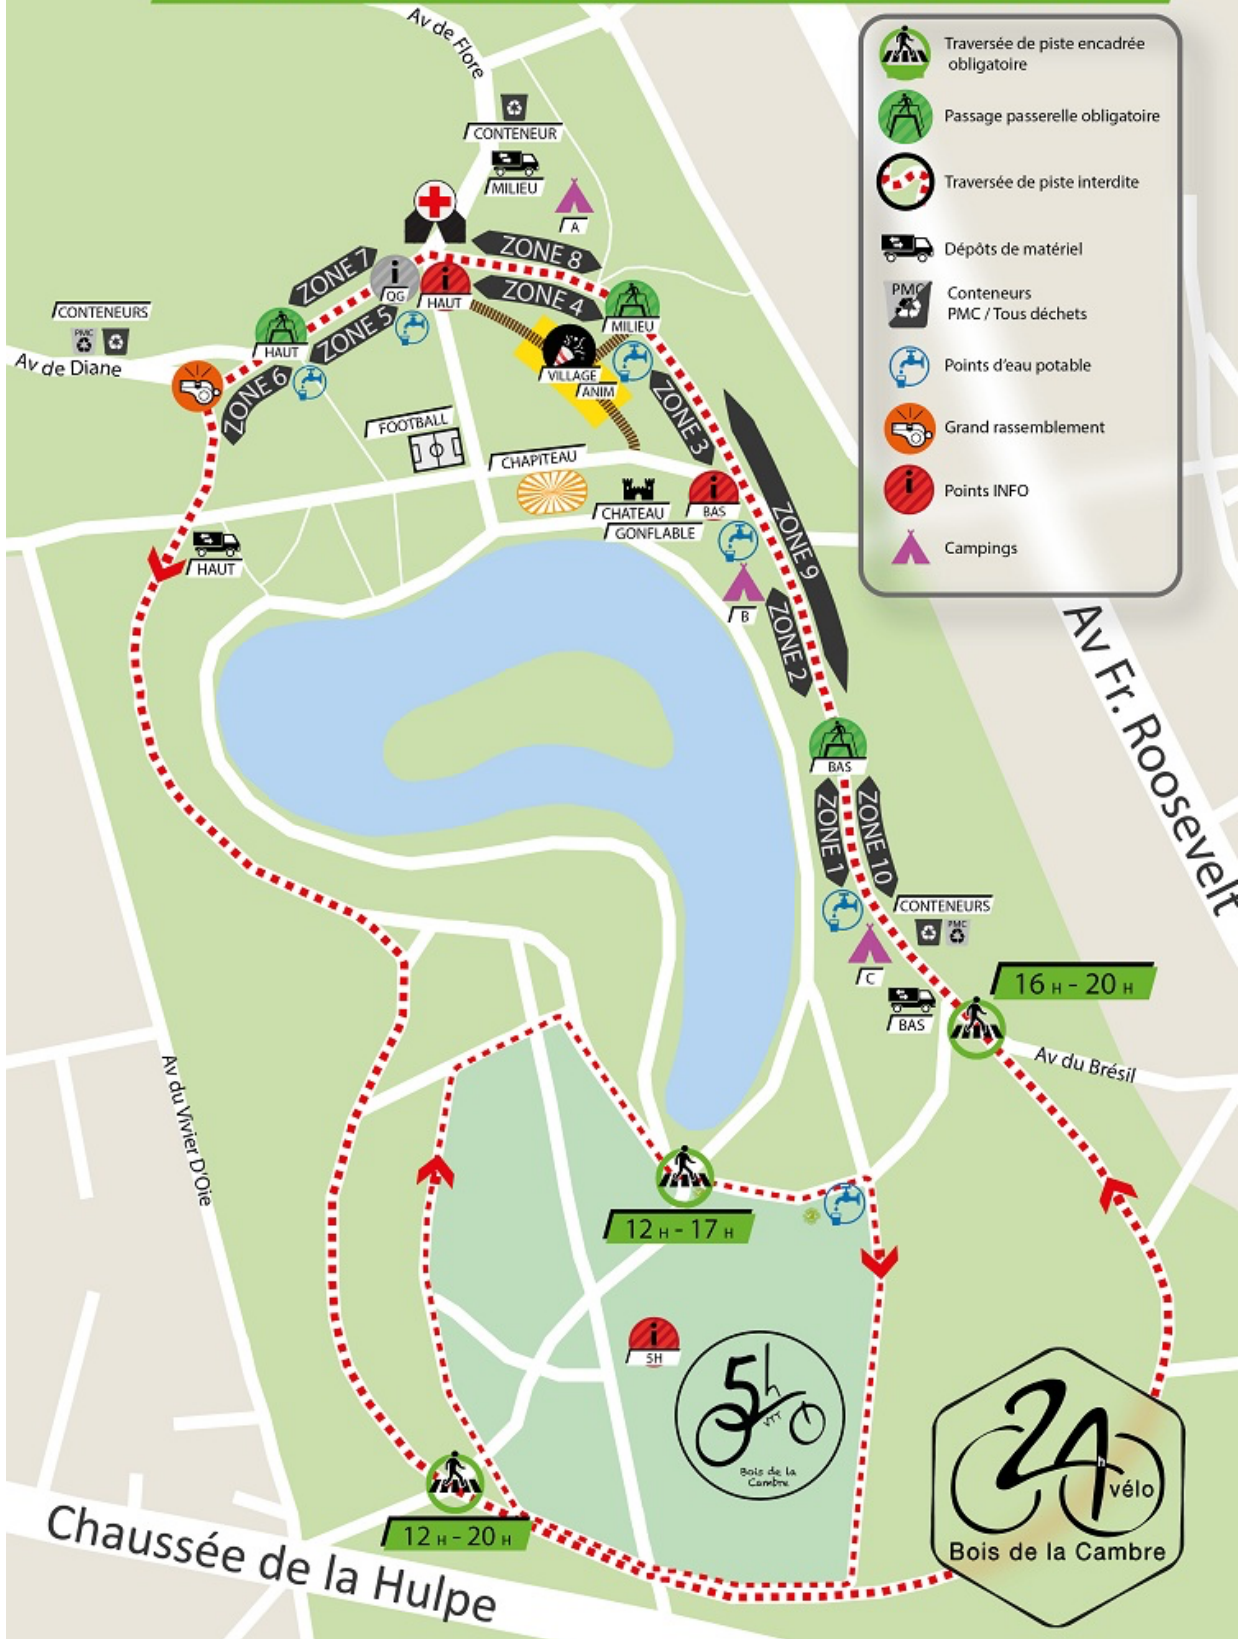 Av de Flore
Traversée de piste encadrée
obligatoire
Passage passerelle obligatoire
Traversée de piste interdite
Dépôts de matériel
PMC
Conteneurs
PMC / Tous déchets
Points d'eau potable
Grand rassemblement
Points INFO
Campings
CONTENEUR
MILIEU
A
ZONE 8
ZONE 7
QG
HAUT
ZONE 4
MILIEU
CONTENEURS
PMC
HAUT
ZONE 5
Av de Diane
ZONE 6
VILLAGE
ANIM
ZONE 3
FOOTBALL
CHAPITEAU
CHATEAU
GONFLABLE
BAS
ZONE 9
HAUT
B
ZONE 2
Av Fr. Roosevelt
BAS
ZONE 1
ZONE 10
CONTENEURS
PMC
C
BAS
16 H - 20 H
Av du Brésil
Av du Vivier D'Oie
12 H - 17 H
5H
5h
VTT
Bois de la
Cambre
24h
vélo
Bois de la Cambre
12 H - 20 H
Chaussée de la Hulpe